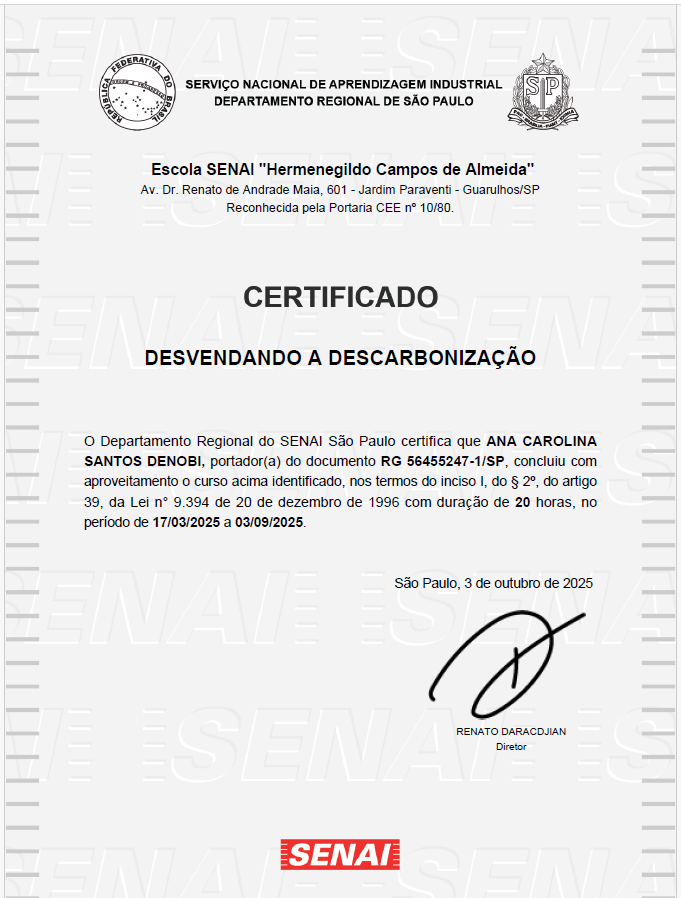 REPÚBLICA FEDERATIVA DO BRASIL
SERVIÇO NACIONAL DE APRENDIZAGEM INDUSTRIAL
DEPARTAMENTO REGIONAL DE SÃO PAULO
SP
Escola SENAI "Hermenegildo Campos de Almeida"
Av. Dr. Renato de Andrade Maia, 601 - Jardim Paraventi - Guarulhos/SP
Reconhecida pela Portaria CEE nº 10/80.
CERTIFICADO
DESVENDANDO A DESCARBONIZAÇÃO
O Departamento Regional do SENAI São Paulo certifica que ANA CAROLINA
SANTOS DENOBI, portador(a) do documento RG 56455247-1/SP, concluiu com
aproveitamento o curso acima identificado, nos termos do inciso I, do § 2º, do artigo
39, da Lei n° 9.394 de 20 de dezembro de 1996 com duração de 20 horas, no
período de 17/03/2025 a 03/09/2025.
São Paulo, 3 de outubro de 2025
RENATO DARACDJIAN
Diretor
SENAI